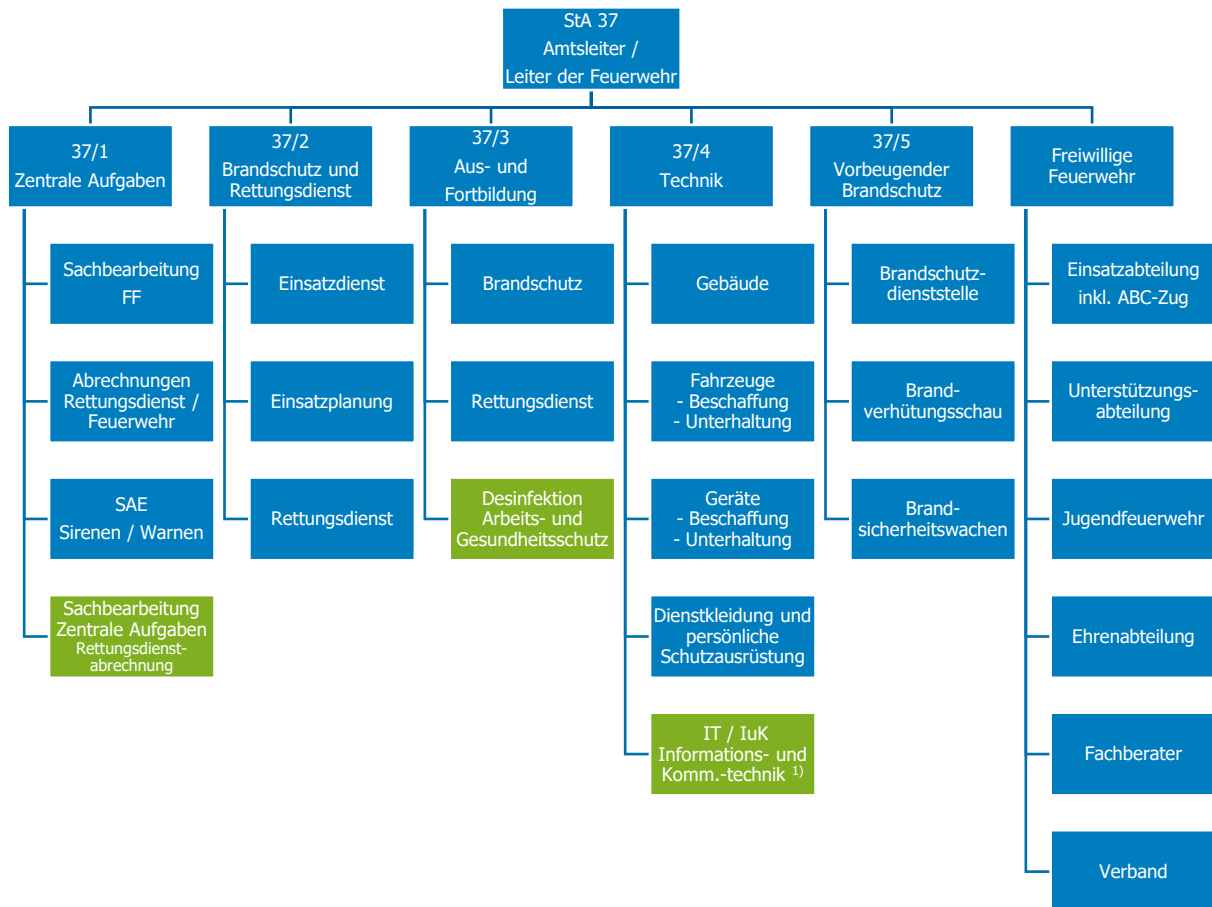 StA 37
Amtsleiter /
Leiter der Feuerwehr
37/1
Zentrale Aufgaben
37/2
Brandschutz und
Rettungsdienst
37/3
Aus- und
Fortbildung
37/4
Technik
37/5
Vorbeugender
Brandschutz
Freiwillige
Feuerwehr
Sachbearbeitung
FF
Abrechnungen
Rettungsdienst /
Feuerwehr
SAE
Sirenen / Warnen
Sachbearbeitung
Zentrale Aufgaben
Rettungsdienst-
abrechnung
Einsatzdienst
Einsatzplanung
Rettungsdienst
Brandschutz
Rettungsdienst
Desinfektion
Arbeits- und
Gesundheitsschutz
Gebäude
Fahrzeuge
- Beschaffung
- Unterhaltung
Geräte
- Beschaffung
- Unterhaltung
Dienstkleidung und
persönliche
Schutzausrüstung
IT / IuK
Informations- und
Komm.-technik 1)
Brandschutz-
dienststelle
Brand-
verhütungsschau
Brand-
sicherheitswachen
Einsatzabteilung
inkl. ABC-Zug
Unterstützungs-
abteilung
Jugendfeuerwehr
Ehrenabteilung
Fachberater
Verband